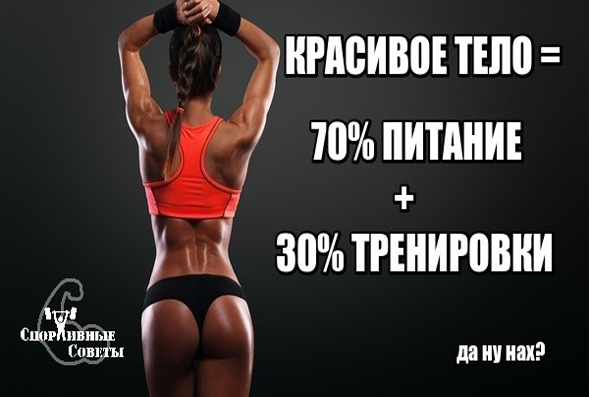 КРАСИВОЕ ТЕЛО =
70% ПИТАНИЕ
+
30% ТРЕНИРОВКИ
СПОРТИВНЫЕ
СОВЕТЫ
да ну нах?